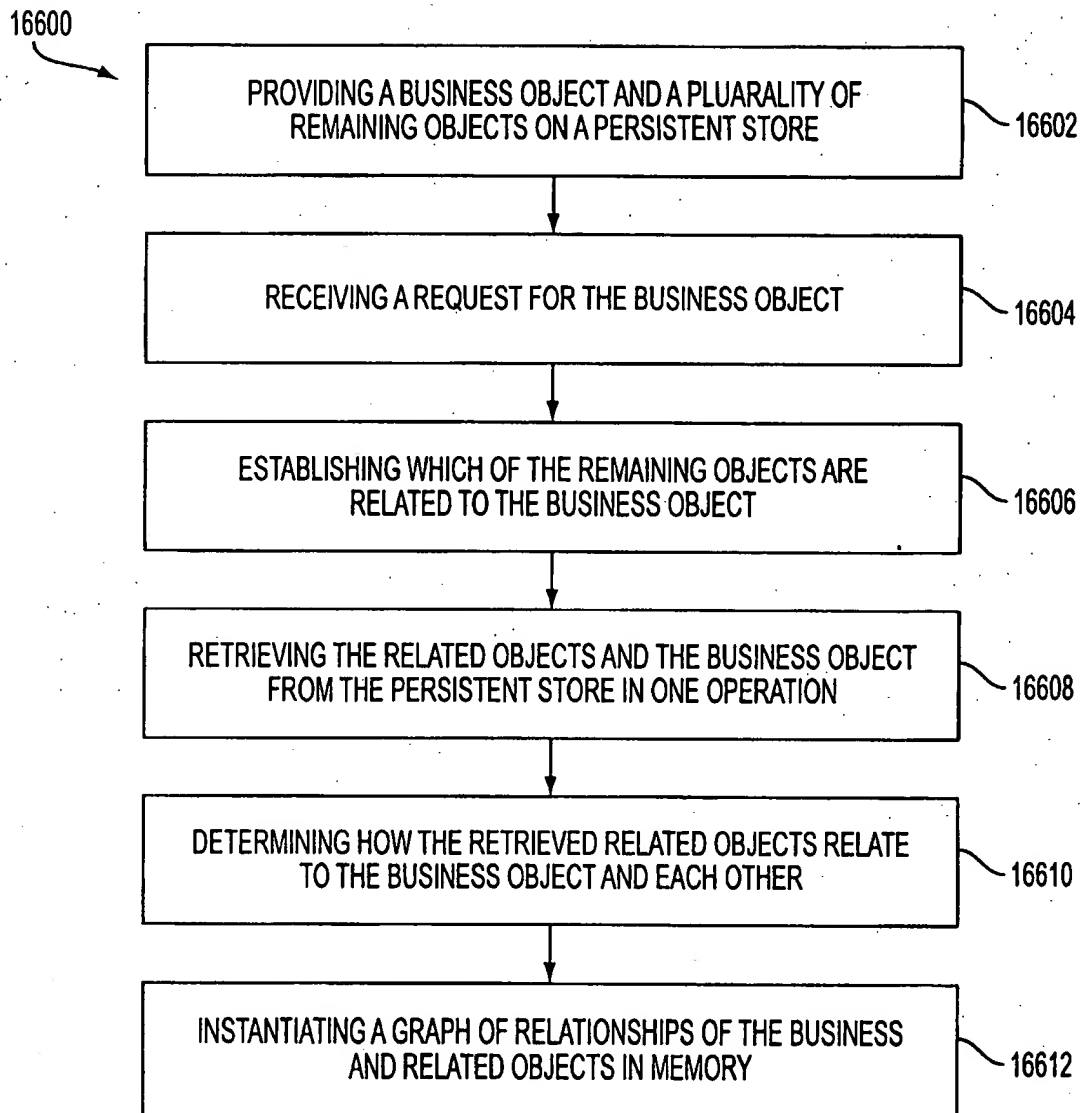 16600
PROVIDING A BUSINESS OBJECT AND A PLUARALITY OF
REMAINING OBJECTS ON A PERSISTENT STORE
16602
RECEIVING A REQUEST FOR THE BUSINESS OBJECT
16604
ESTABLISHING WHICH OF THE REMAINING OBJECTS ARE
RELATED TO THE BUSINESS OBJECT
16606
RETRIEVING THE RELATED OBJECTS AND THE BUSINESS OBJECT
FROM THE PERSISTENT STORE IN ONE OPERATION
16608
DETERMINING HOW THE RETRIEVED RELATED OBJECTS RELATE
TO THE BUSINESS OBJECT AND EACH OTHER
16610
INSTANTIATING A GRAPH OF RELATIONSHIPS OF THE BUSINESS
AND RELATED OBJECTS IN MEMORY
16612